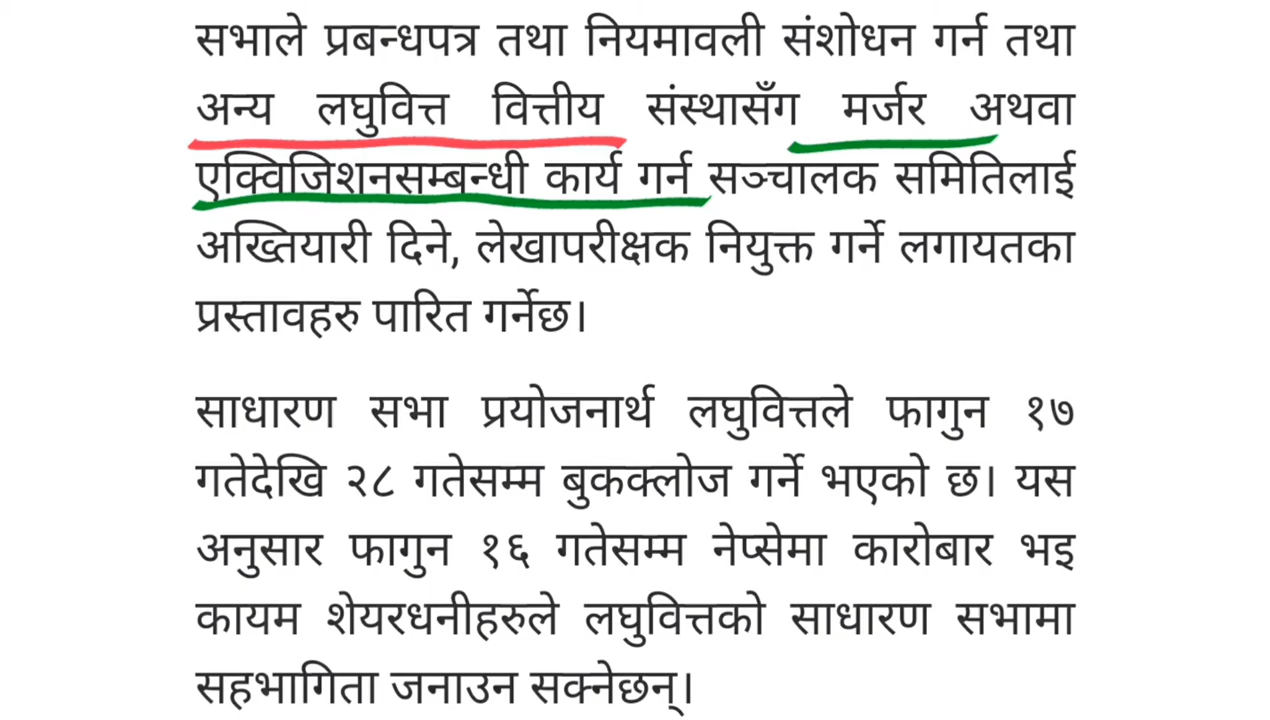 सभाले प्रबन्धपत्र तथा नियमावली संशोधन गर्न तथा
अन्य लघुवित्त वित्तीय संस्थासँग मर्जर अथवा
एक्विजिशनसम्बन्धी कार्य गर्न सञ्चालक समितिलाई
अख्तियारी दिने, लेखापरीक्षक नियुक्त गर्ने लगायतका
प्रस्तावहरु पारित गर्नेछ।
साधारण सभा प्रयोजनार्थ लघुवित्तले फागुन १७
गतेदेखि २८ गतेसम्म बुकक्लोज गर्ने भएको छ। यस
अनुसार फागुन १६ गतेसम्म नेप्सेमा कारोबार भइ
कायम शेयरधनीहरुले लघुवित्तको साधारण सभामा
सहभागिता जनाउन सक्नेछन्।